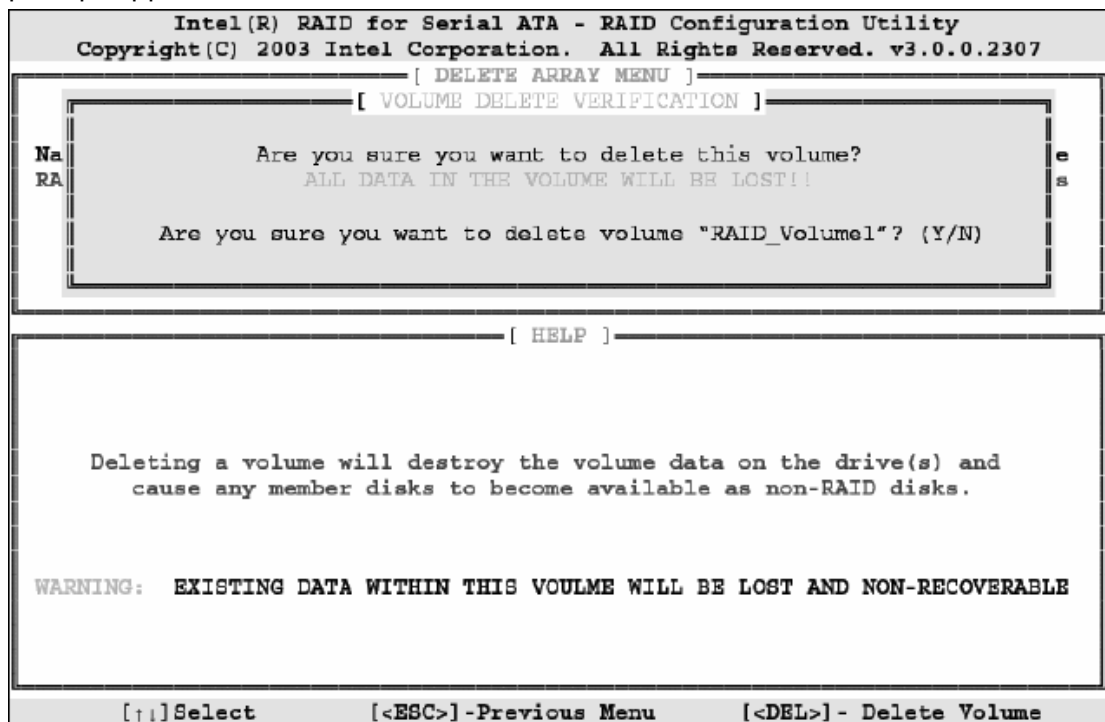 Intel(R) RAID for Serial ATA - RAID Configuration Utility
Copyright(C) 2003 Intel Corporation. All Rights Reserved. v3.0.0.2307
[ DELETE ARRAY MENU ]
[ VOLUME DELETE VERIFICATION ]
Na Are you sure you want to delete this volume? e
RA ALL DATA IN THE VOLUME WILL BE LOST!! s
Are you sure you want to delete volume "RAID_Volume1"? (Y/N)
[ HELP ]
Deleting a volume will destroy the volume data on the drive(s) and
cause any member disks to become available as non-RAID disks.
WARNING: EXISTING DATA WITHIN THIS VOULME WILL BE LOST AND NON-RECOVERABLE
[↑↓]Select [<ESC>]-Previous Menu [<DEL>]- Delete Volume